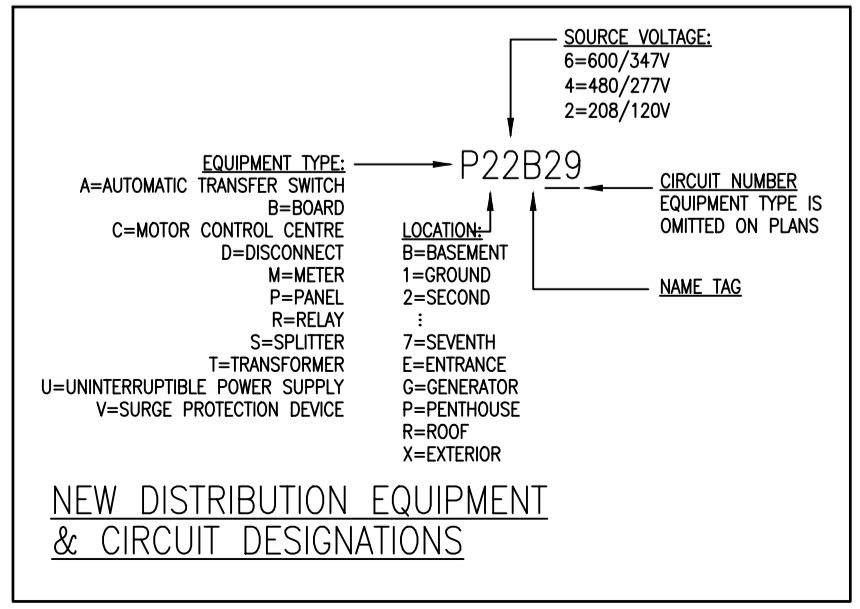 SOURCE VOLTAGE:
6=600/347V
4=480/277V
2=208/120V
P22B29
EQUIPMENT TYPE:
A=AUTOMATIC TRANSFER SWITCH
B=BOARD
C=MOTOR CONTROL CENTRE
D=DISCONNECT
M=METER
P=PANEL
R=RELAY
S=SPLITTER
T=TRANSFORMER
U=UNINTERRUPTIBLE POWER SUPPLY
V=SURGE PROTECTION DEVICE
LOCATION:
B=BASEMENT
1=GROUND
2=SECOND
⋮
7=SEVENTH
E=ENTRANCE
G=GENERATOR
P=PENTHOUSE
R=ROOF
X=EXTERIOR
CIRCUIT NUMBER
EQUIPMENT TYPE IS
OMITTED ON PLANS
NAME TAG
NEW DISTRIBUTION EQUIPMENT
& CIRCUIT DESIGNATIONS